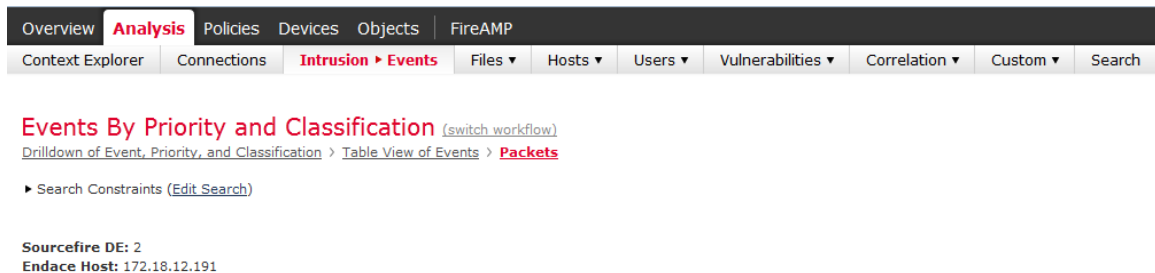 Overview Analysis Policies Devices Objects FireAMP
Context Explorer Connections Intrusion ▸ Events Files ▾ Hosts ▾ Users ▾ Vulnerabilities ▾ Correlation ▾ Custom ▾ Search
Events By Priority and Classification (switch workflow)
Drilldown of Event, Priority, and Classification > Table View of Events > Packets
▸ Search Constraints (Edit Search)
Sourcefire DE: 2
Endace Host: 172.18.12.191